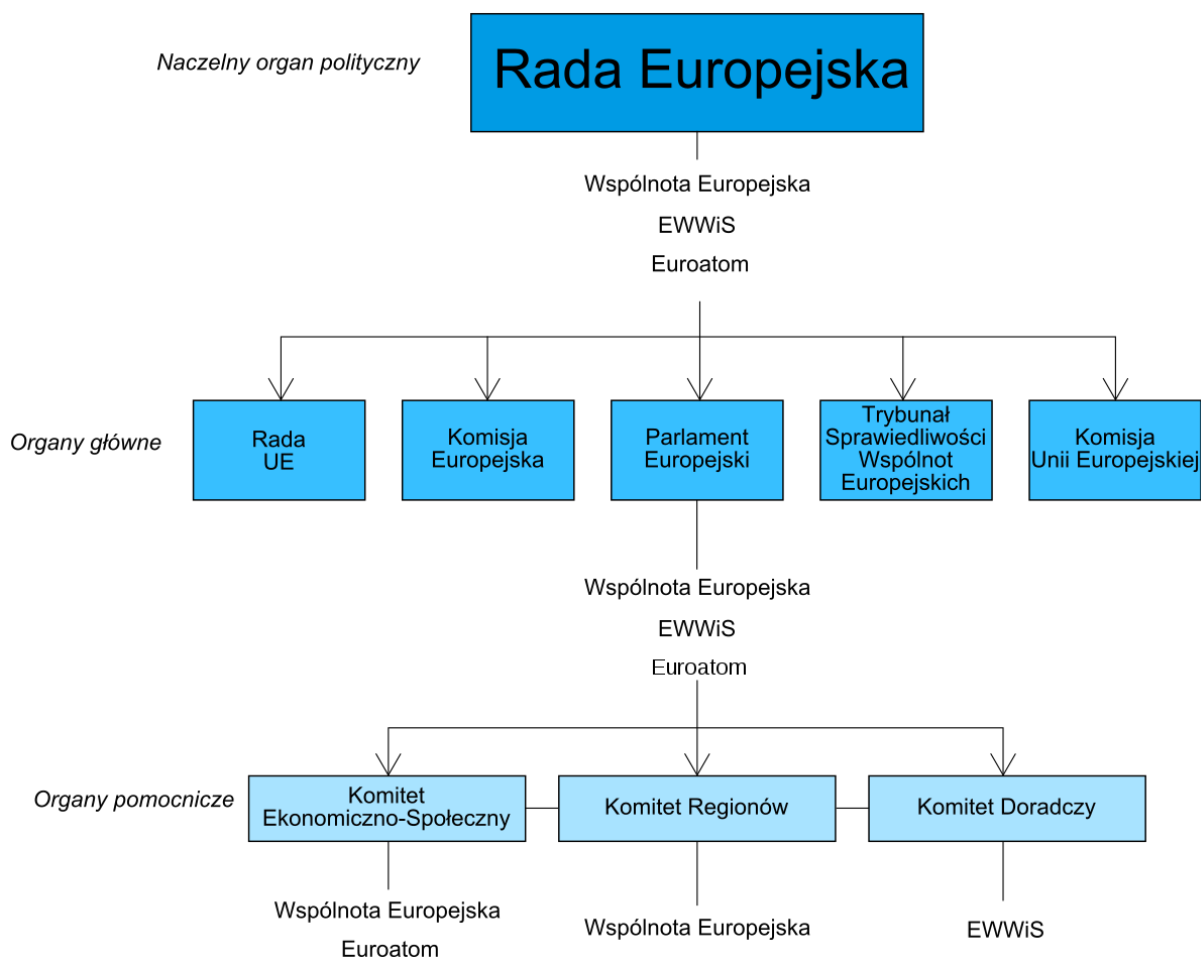 Naczelny organ polityczny
Rada Europejska
Wspólnota Europejska
EWWiS
Euroatom
Organy główne
Rada
UE
Komisja
Europejska
Parlament
Europejski
Trybunał
Sprawiedliwości
Wspólnot
Europejskich
Komisja
Unii Europejskiej
Wspólnota Europejska
EWWiS
Euroatom
Organy pomocnicze
Komitet
Ekonomiczno-Społeczny
Komitet Regionów
Komitet Doradczy
Wspólnota Europejska
Euroatom
Wspólnota Europejska
EWWiS